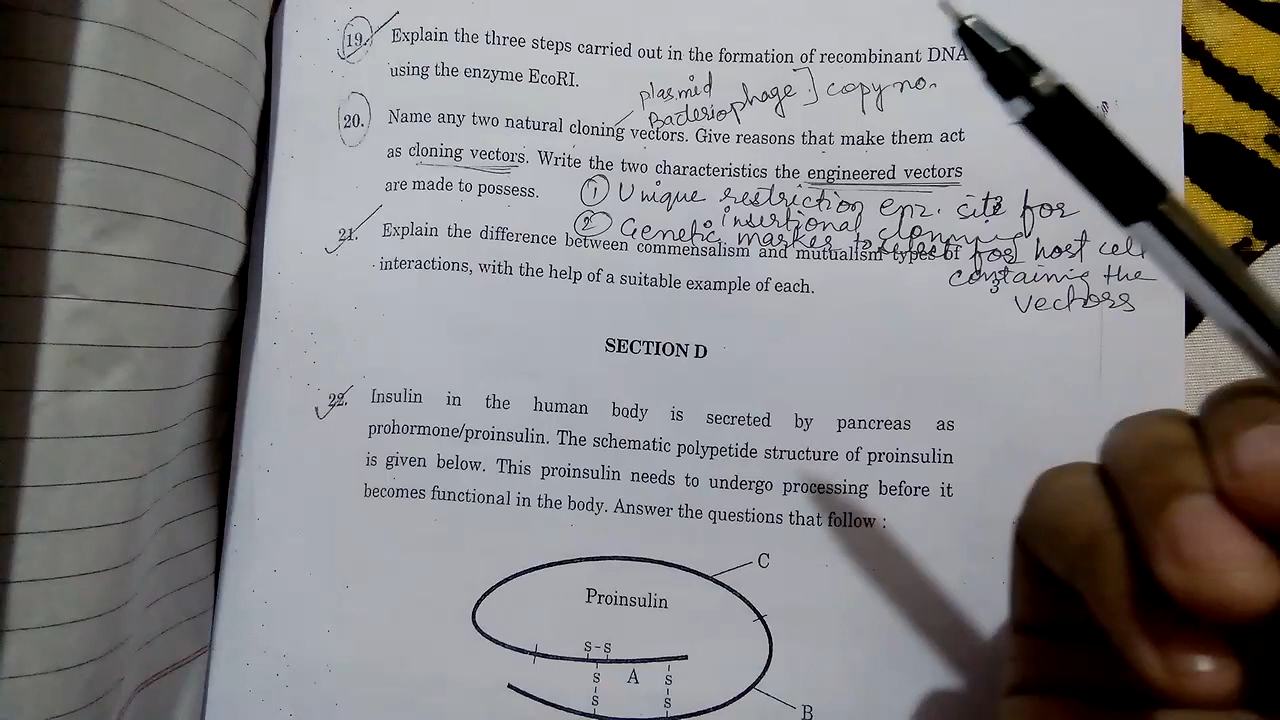 19. Explain the three steps carried out in the formation of recombinant DNA
using the enzyme EcoRI.
plasmid
Bacteriophage ] copy no.
20. Name any two natural cloning vectors. Give reasons that make them act
as cloning vectors. Write the two characteristics the engineered vectors
are made to possess.
① Unique restriction enz. site for
insertional
② Genetic marker for host cell
containing the
vectors
21. Explain the difference between commensalism and mutualism types of
interactions, with the help of a suitable example of each.
SECTION D
22. Insulin in the human body is secreted by pancreas as
prohormone/proinsulin. The schematic polypetide structure of proinsulin
is given below. This proinsulin needs to undergo processing before it
becomes functional in the body. Answer the questions that follow :
C
Proinsulin
S-S
A
S S
S S
B